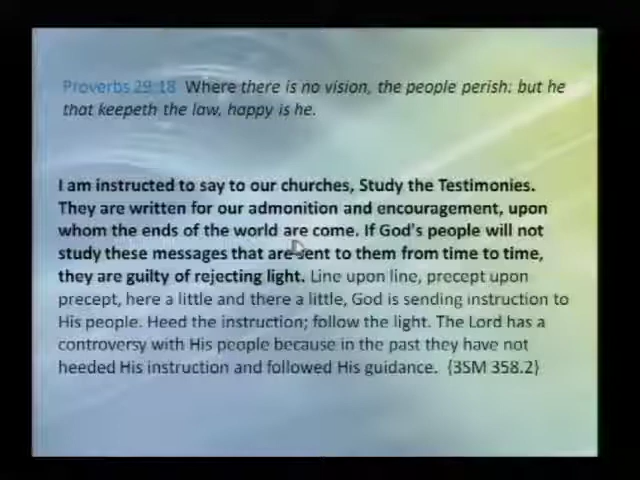 Proverbs 29:18 Where there is no vision, the people perish: but he
that keepeth the law, happy is he.
I am instructed to say to our churches, Study the Testimonies.
They are written for our admonition and encouragement, upon
whom the ends of the world are come. If God's people will not
study these messages that are sent to them from time to time,
they are guilty of rejecting light. Line upon line, precept upon
precept, here a little and there a little, God is sending instruction to
His people. Heed the instruction; follow the light. The Lord has a
controversy with His people because in the past they have not
heeded His instruction and followed His guidance. {3SM 358.2}